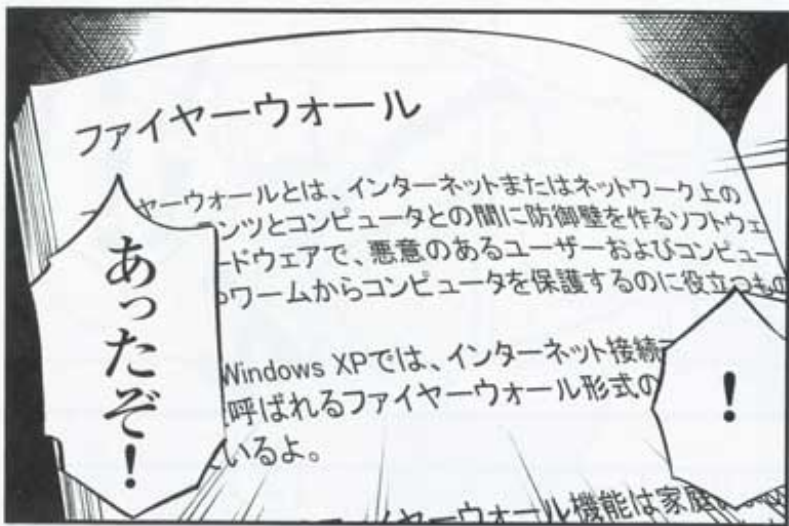 ファイヤーウォール
ヤーウォールとは、インターネットまたはネットワーク上の
ンツとコンピュータとの間に防御壁を作るソフトウェ
ードウェアで、悪意のあるユーザーおよびコンピュー
ワームからコンピュータを保護するのに役立つもの
Windows XPでは、インターネット接続
呼ばれるファイヤーウォール形式の
いるよ。
イヤーウォール機能は家庭
！
あったぞ！